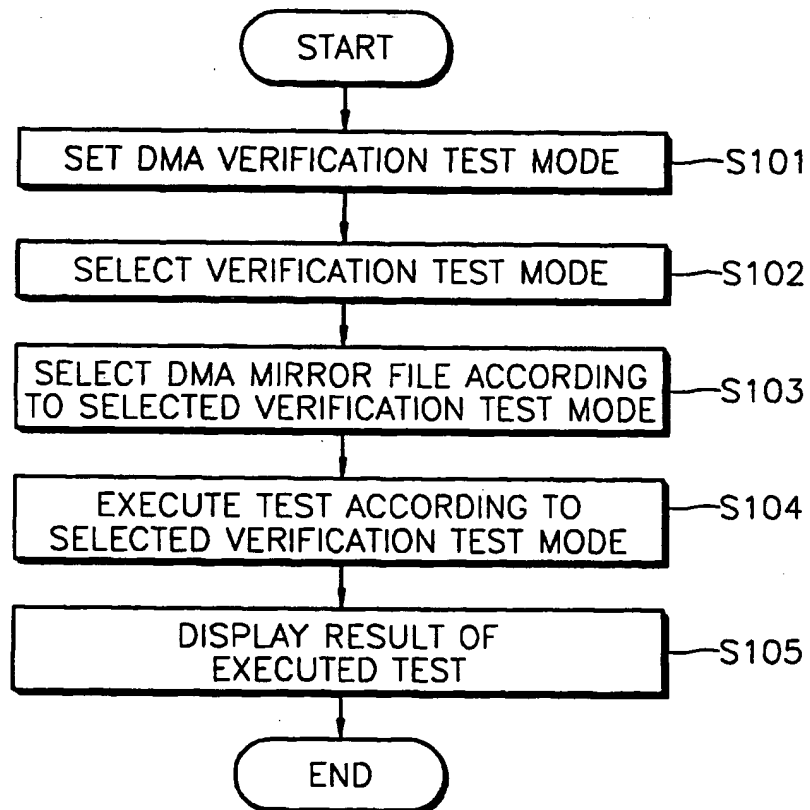 START
SET DMA VERIFICATION TEST MODE
S101
SELECT VERIFICATION TEST MODE
S102
SELECT DMA MIRROR FILE ACCORDING
TO SELECTED VERIFICATION TEST MODE
S103
EXECUTE TEST ACCORDING TO
SELECTED VERIFICATION TEST MODE
S104
DISPLAY RESULT OF
EXECUTED TEST
S105
END